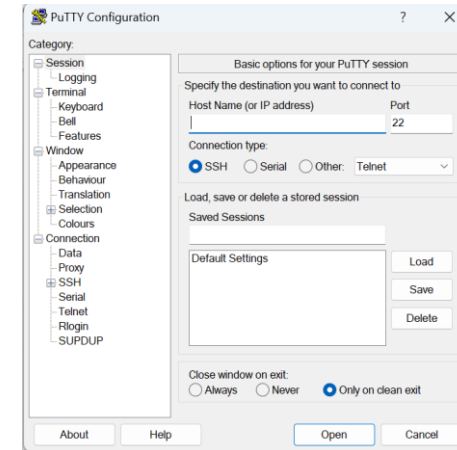 PuTTY Configuration ? X
Category:
Session
Logging
Terminal
Keyboard
Bell
Features
Window
Appearance
Behaviour
Translation
Selection
Colours
Connection
Data
Proxy
SSH
Serial
Telnet
Rlogin
SUPDUP
Basic options for your PuTTY session
Specify the destination you want to connect to
Host Name (or IP address) Port
22
Connection type:
SSH Serial Other: Telnet
Load, save or delete a stored session
Saved Sessions
Default Settings
Load
Save
Delete
Close window on exit:
Always Never Only on clean exit
About Help Open Cancel